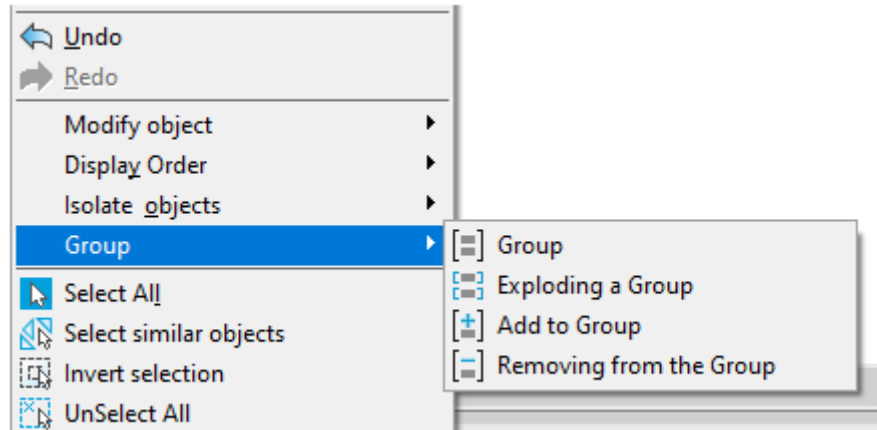 Undo
Redo
Modify object
Display Order
Isolate objects
Group
Select All
Select similar objects
Invert selection
UnSelect All
Group
Exploding a Group
Add to Group
Removing from the Group